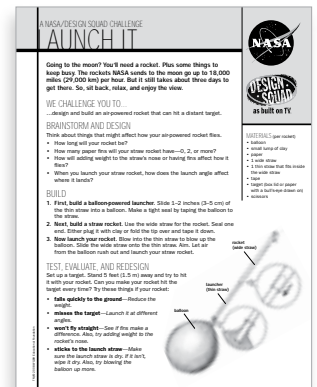 A NASA/DESIGN SQUAD CHALLENGE
LAUNCH IT
NASA
DESIGN
SQUAD
as built on TV
Going to the moon? You'll need a rocket. Plus some things to
keep busy. The rockets NASA sends to the moon go up to 18,000
miles (29,000 km) per hour. But it still takes about three days to
get there. So, sit back, relax, and enjoy the view.
WE CHALLENGE YOU TO…
…design and build an air-powered rocket that can hit a distant target.
BRAINSTORM AND DESIGN
Think about things that might affect how your air-powered rocket flies.
• How long will your rocket be?
• How many paper fins will your straw rocket have—0, 2, or more?
• How will adding weight to the straw's nose or having fins affect how it
flies?
• When you launch your straw rocket, how does the launch angle affect
where it lands?
MATERIALS (per rocket)
• balloon
• small lump of clay
• paper
• 1 wide straw
• 1 thin straw that fits inside
the wide straw
• tape
• target (box lid or paper
with a bull's-eye drawn on)
• scissors
BUILD
1. First, build a balloon-powered launcher. Slide 1–2 inches (3–5 cm) of
the thin straw into a balloon. Make a tight seal by taping the balloon to
the straw.
2. Next, build a straw rocket. Use the wide straw for the rocket. Seal one
end. Either plug it with clay or fold the tip over and tape it down.
3. Now launch your rocket. Blow into the thin straw to blow up the
balloon. Slide the wide straw onto the thin straw. Aim. Let air
from the balloon rush out and launch your straw rocket.
TEST, EVALUATE, AND REDESIGN
Set up a target. Stand 5 feet (1.5 m) away and try to hit
it with your rocket. Can you make your rocket hit the
target every time? Try these things if your rocket:
• falls quickly to the ground—Reduce the
weight.
• misses the target—Launch it at different
angles.
• won't fly straight—See if fins make a
difference. Also, try adding weight to the
rocket's nose.
• sticks to the launch straw—Make
sure the launch straw is dry. If it isn't,
wipe it dry. Also, try blowing the
balloon up more.
rocket
(wide straw)
launcher
(thin straw)
balloon